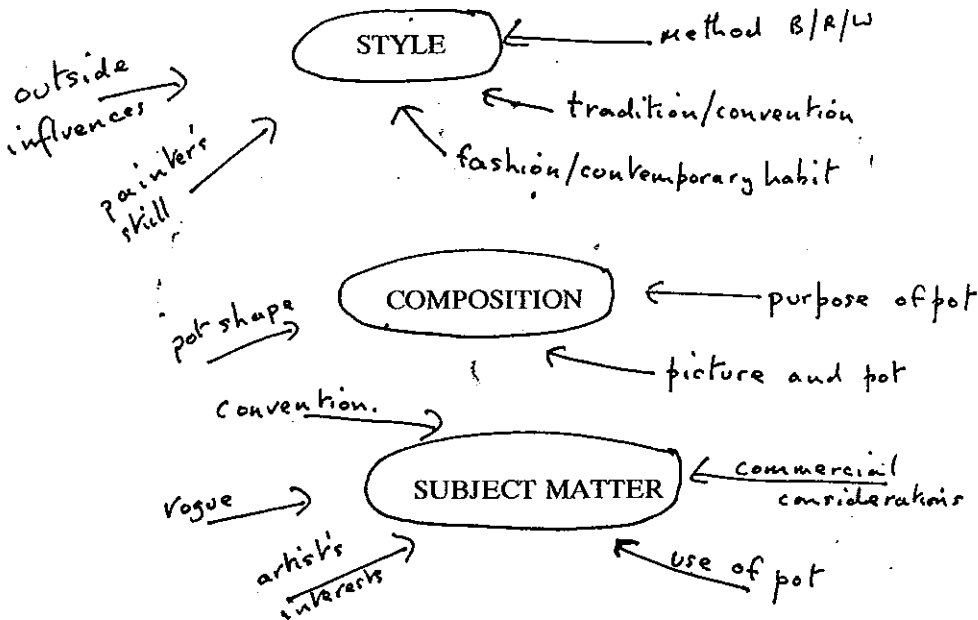 STYLE
Method B/R/W
outside
influences
tradition/convention
painter's
skill
fashion/contemporary habit
COMPOSITION
purpose of pot
pot shape
picture and pot
Convention.
SUBJECT MATTER
commercial
considerations
vogue
artist's
interests
use of pot